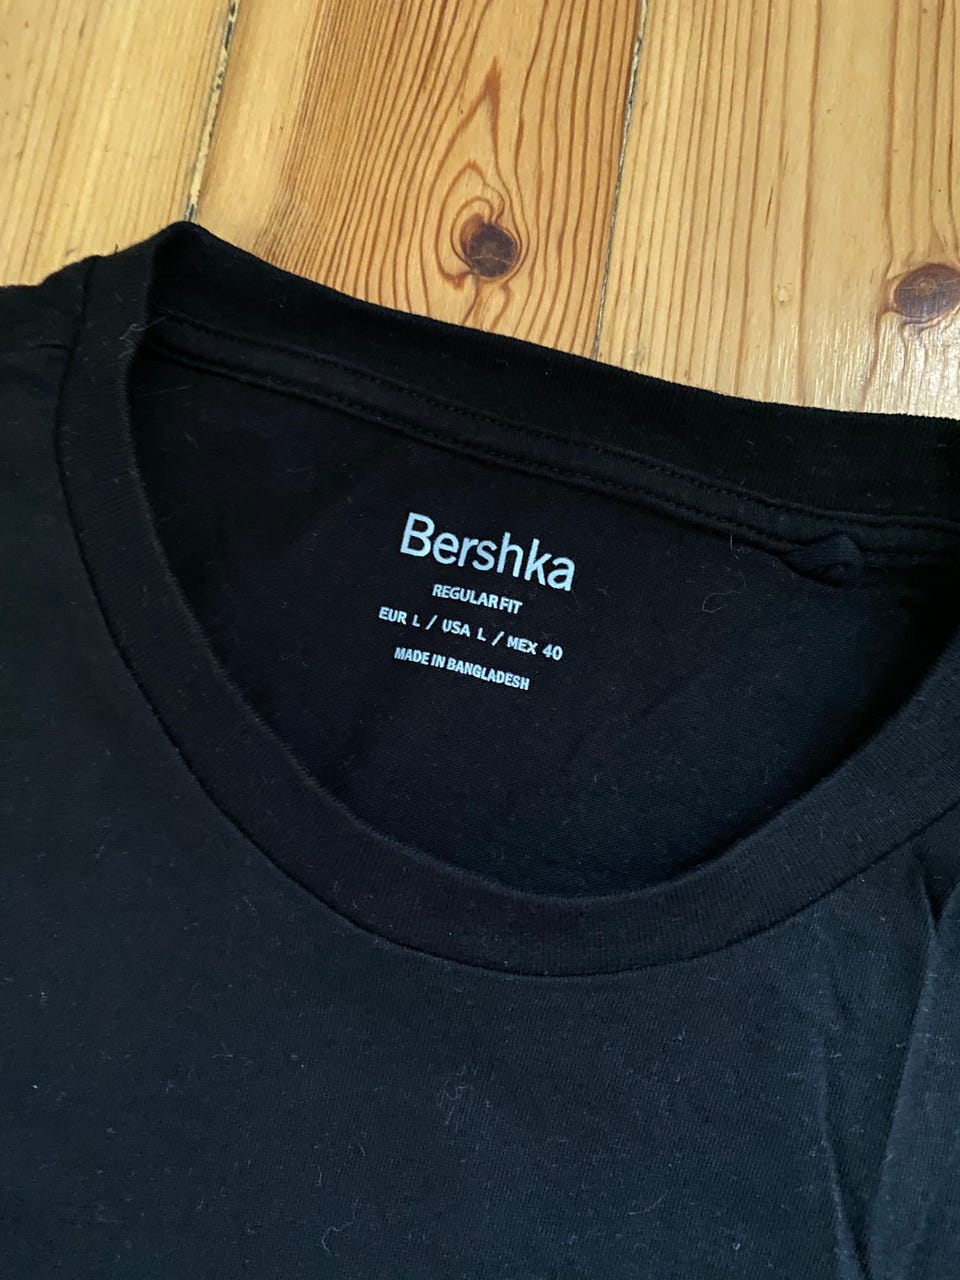 Bershka
REGULAR FIT
EUR L / USA L / MEX 40
MADE IN BANGLADESH